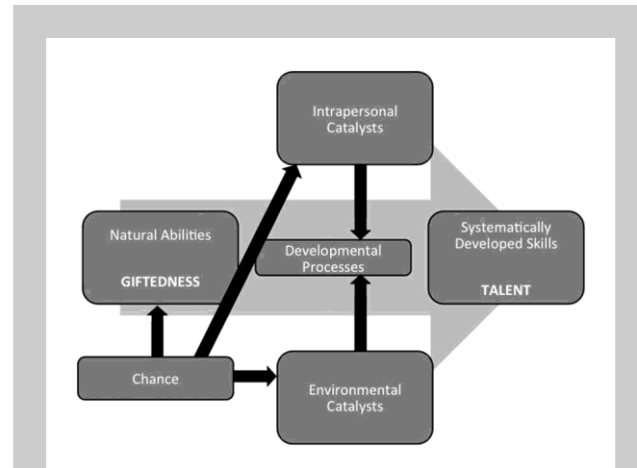 Intrapersonal
Catalysts
Natural Abilities
GIFTEDNESS
Developmental
Processes
Systematically
Developed Skills
TALENT
Chance
Environmental
Catalysts